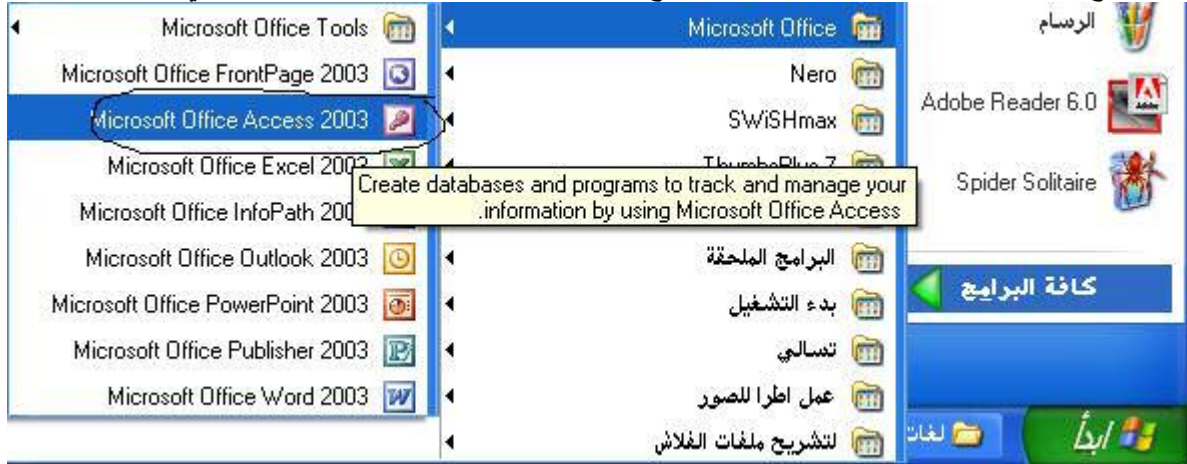 الرسام
Adobe Reader 6.0
Spider Solitaire
كافة البرامج
ابدأ
لغات
Microsoft Office
Nero
SWiSHmax
البرامج الملحقة
بدء التشغيل
تسالي
عمل اطرا للصور
لتشريح ملفات الفلاش
Microsoft Office Tools
Microsoft Office FrontPage 2003
Microsoft Office Access 2003
Microsoft Office Excel 2003
Microsoft Office InfoPath
Microsoft Office Outlook 2003
Microsoft Office PowerPoint 2003
Microsoft Office Publisher 2003
Microsoft Office Word 2003
Create databases and programs to track and manage your
.information by using Microsoft Office Access